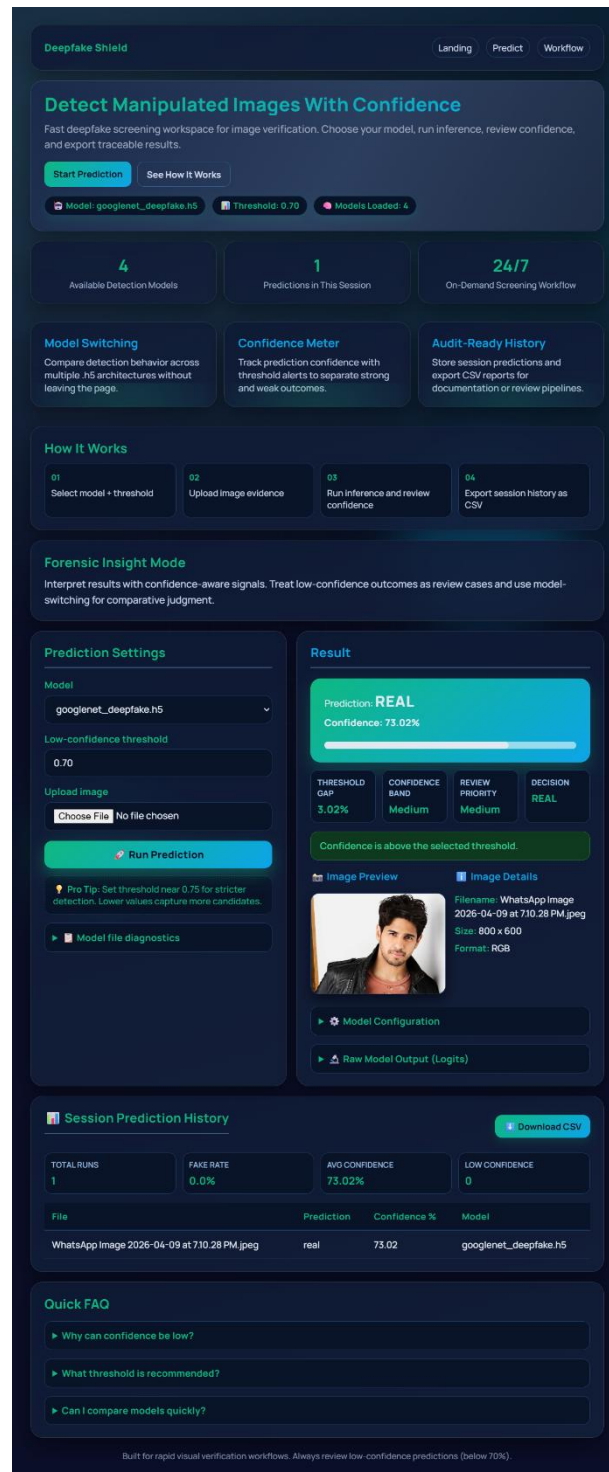 Deepfake Shield
Landing
Predict
Workflow
Detect Manipulated Images With Confidence
Fast deepfake screening workspace for image verification. Choose your model, run inference, review confidence,
and export traceable results.
Start Prediction
See How It Works
Model: googlenet_deepfake.h5
Threshold: 0.70
Models Loaded: 4
4
Available Detection Models
1
Predictions in This Session
24/7
On-Demand Screening Workflow
Model Switching
Compare detection behavior across
multiple .h5 architectures without
leaving the page.
Confidence Meter
Track prediction confidence with
threshold alerts to separate strong
and weak outcomes.
Audit-Ready History
Store session predictions and
export CSV reports for
documentation or review pipelines.
How It Works
01
Select model + threshold
02
Upload image evidence
03
Run inference and review
confidence
04
Export session history as
CSV
Forensic Insight Mode
Interpret results with confidence-aware signals. Treat low-confidence outcomes as review cases and use model-
switching for comparative judgment.
Prediction Settings
Model
googlenet_deepfake.h5
Low-confidence threshold
0.70
Upload image
Choose File No file chosen
Run Prediction
Pro Tip: Set threshold near 0.75 for stricter
detection. Lower values capture more candidates.
Model file diagnostics
Result
Prediction: REAL
Confidence: 73.02%
THRESHOLD
GAP
3.02%
CONFIDENCE
BAND
Medium
REVIEW
PRIORITY
Medium
DECISION
REAL
Confidence is above the selected threshold.
Image Preview
Image Details
Filename: WhatsApp Image
2026-04-09 at 7.10.28 PM.jpeg
Size: 800 x 600
Format: RGB
Model Configuration
Raw Model Output (Logits)
Session Prediction History
Download CSV
TOTAL RUNS
1
FAKE RATE
0.0%
AVG CONFIDENCE
73.02%
LOW CONFIDENCE
0
File Prediction Confidence % Model
WhatsApp Image 2026-04-09 at 7.10.28 PM.jpeg real 73.02 googlenet_deepfake.h5
Quick FAQ
Why can confidence be low?
What threshold is recommended?
Can I compare models quickly?
Built for rapid visual verification workflows. Always review low-confidence predictions (below 70%).